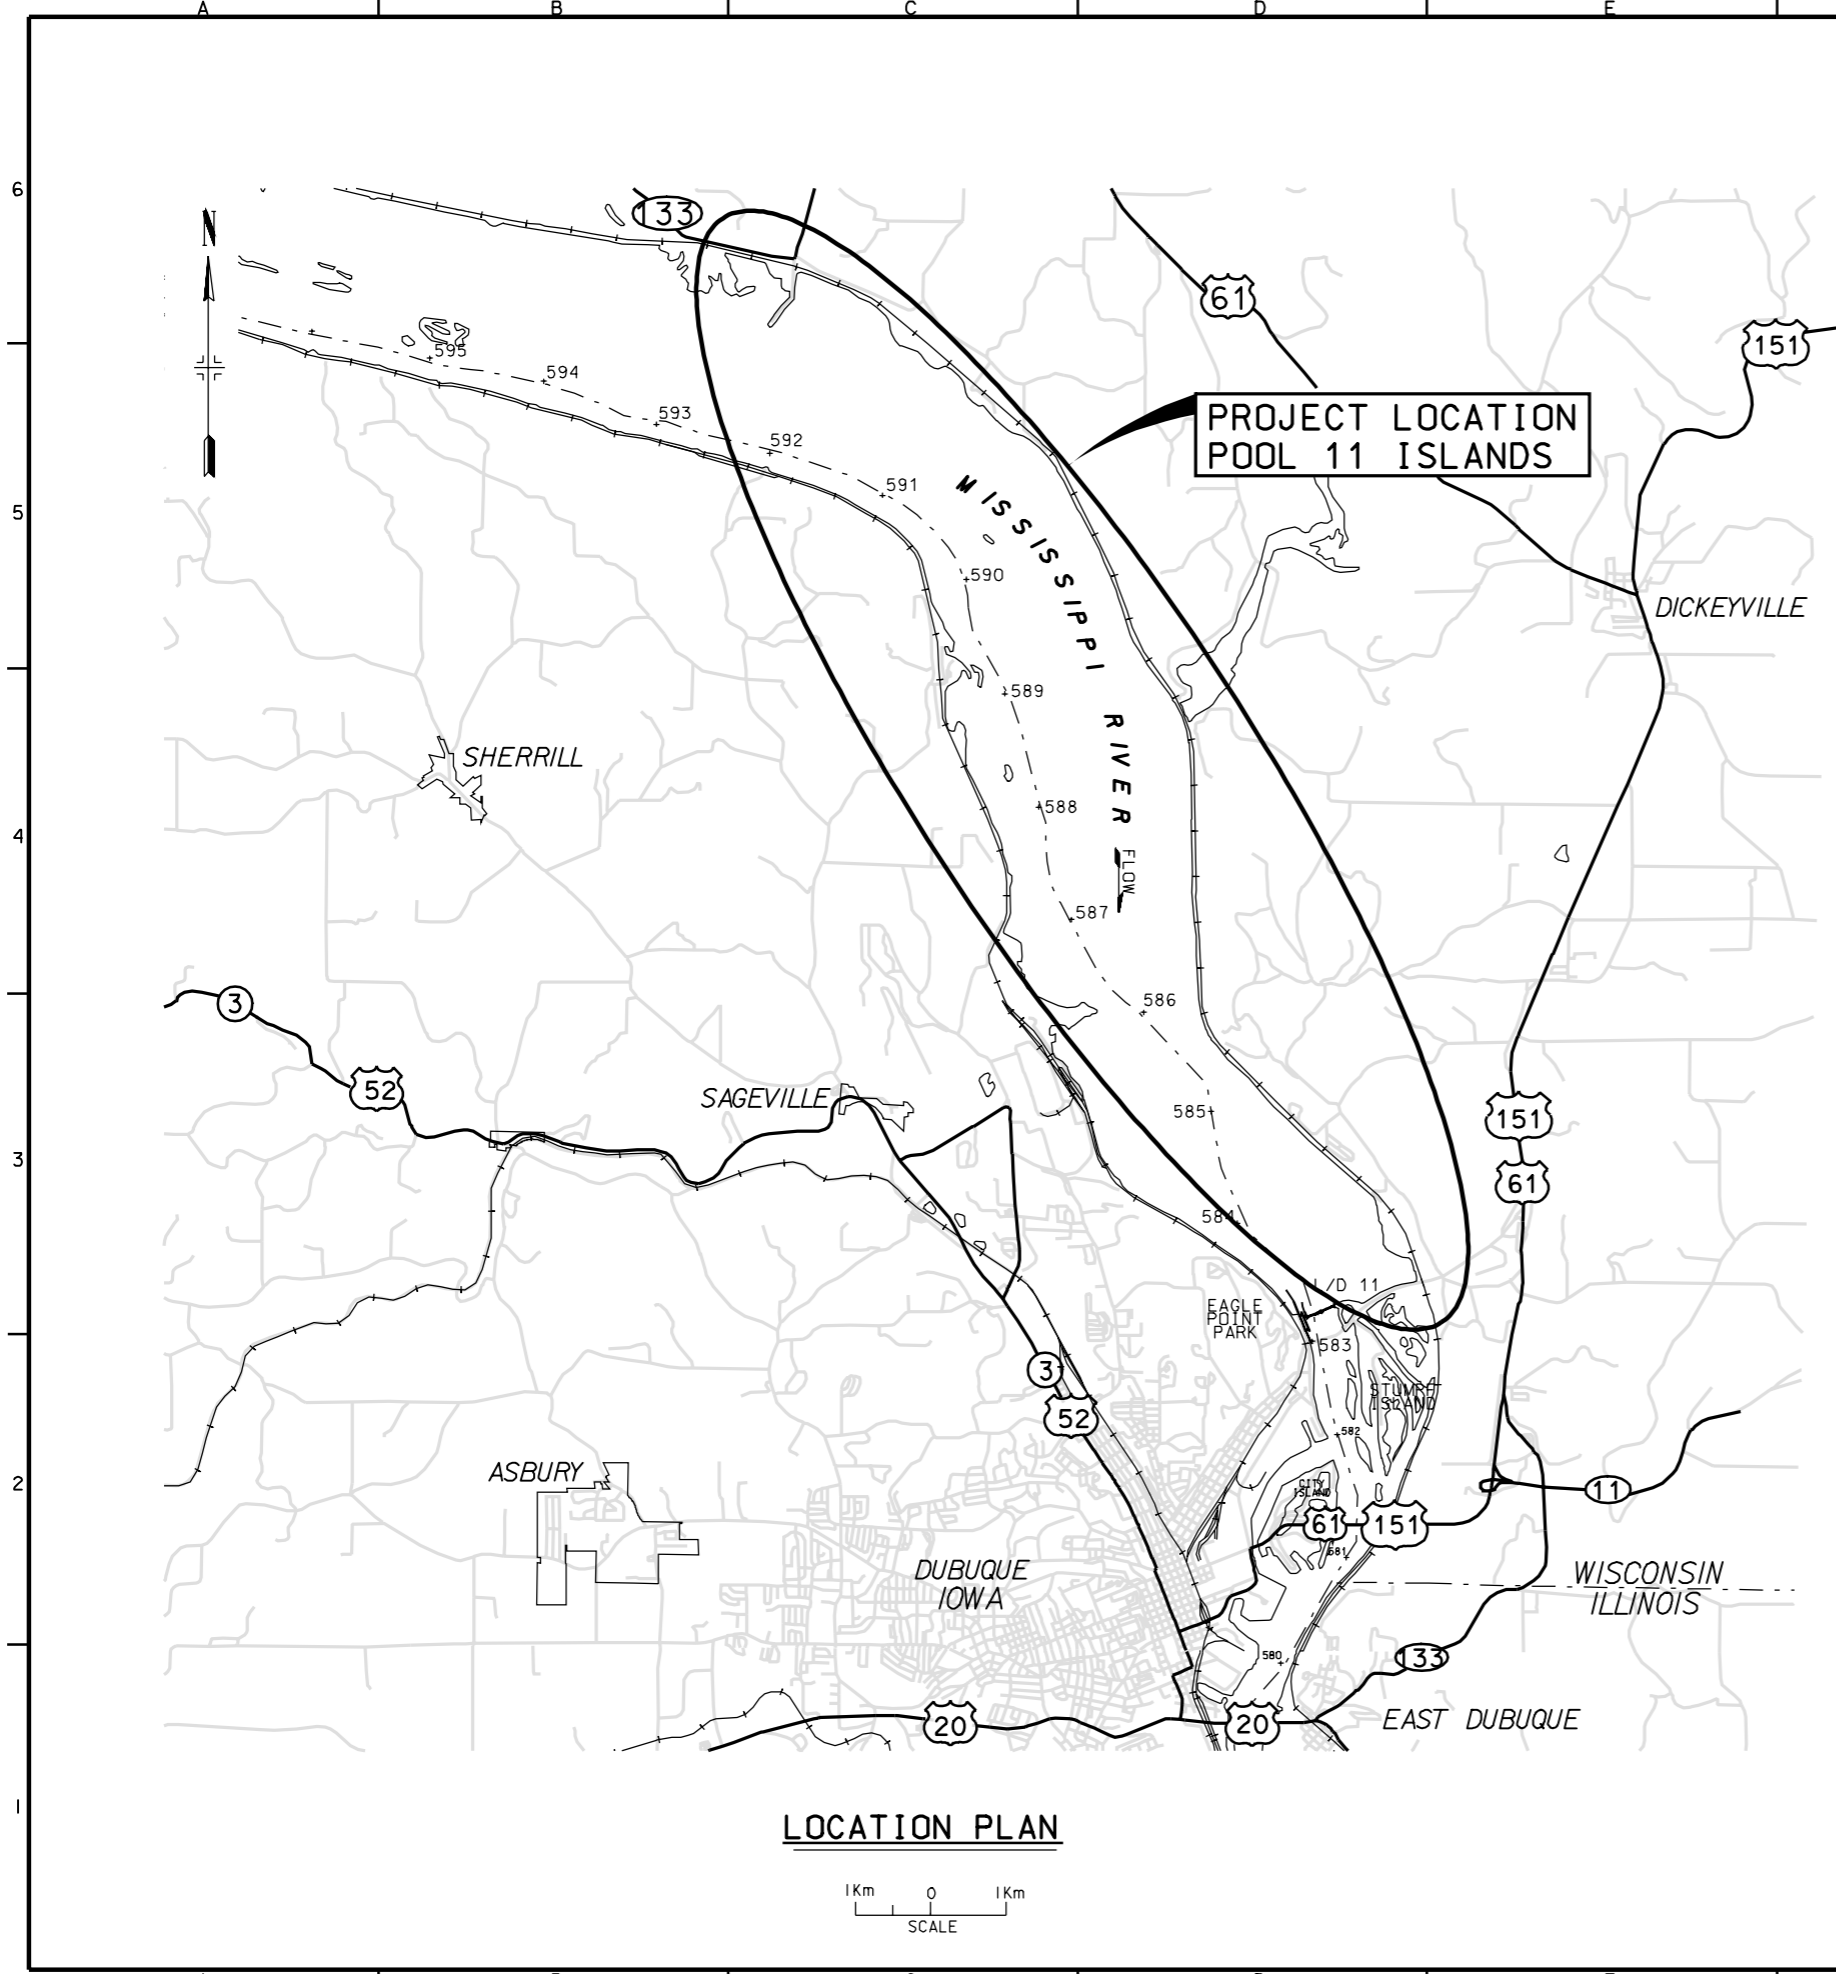 A B C D E
6
133
N
61
151
595
594
PROJECT LOCATION
POOL 11 ISLANDS
593
592
591
MISSISSIPPI RIVER
5
590
DICKEYVILLE
589
SHERRILL
588
4
FLOW
587
3
586
52
SAGEVILLE
585
151
3
61
584
L/D 11
EAGLE
POINT
PARK
583
3
STUMPF
ISLAND
52
582
ASBURY
2
CITY
ISLAND
11
61
151
581
DUBUQUE
IOWA
WISCONSIN
ILLINOIS
580
133
20
20
EAST DUBUQUE
1
LOCATION PLAN
1Km 0 1Km
SCALE